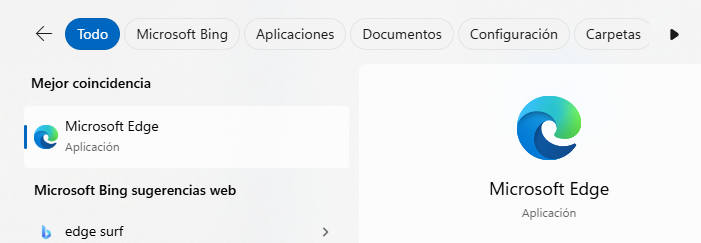 Todo Microsoft Bing Aplicaciones Documentos Configuración Carpetas
Mejor coincidencia
Microsoft Edge
Aplicación
Microsoft Bing sugerencias web
edge surf
Microsoft Edge
Aplicación